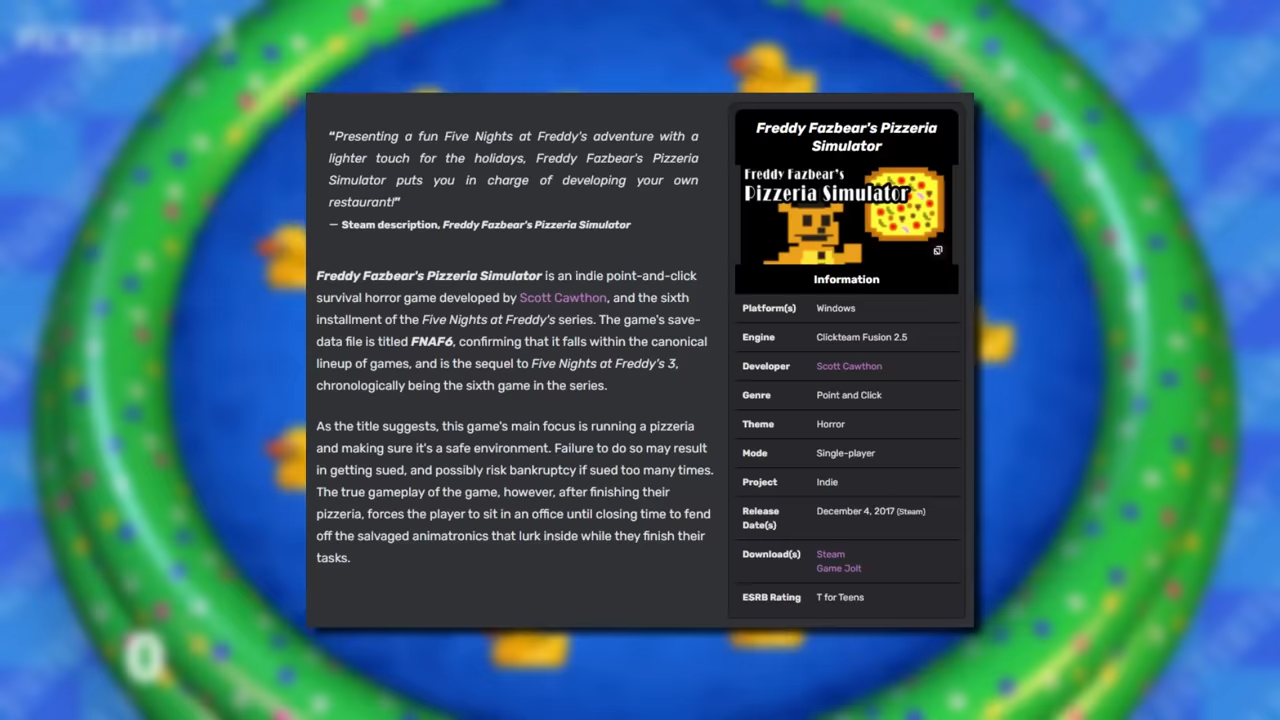 “Presenting a fun Five Nights at Freddy's adventure with a
lighter touch for the holidays, Freddy Fazbear's Pizzeria
Simulator puts you in charge of developing your own
restaurant!”
— Steam description, Freddy Fazbear's Pizzeria Simulator
Freddy Fazbear's Pizzeria Simulator is an indie point-and-click
survival horror game developed by Scott Cawthon, and the sixth
installment of the Five Nights at Freddy's series. The game's save-
data file is titled FNAF6, confirming that it falls within the canonical
lineup of games, and is the sequel to Five Nights at Freddy's 3,
chronologically being the sixth game in the series.
As the title suggests, this game's main focus is running a pizzeria
and making sure it's a safe environment. Failure to do so may result
in getting sued, and possibly risk bankruptcy if sued too many times.
The true gameplay of the game, however, after finishing their
pizzeria, forces the player to sit in an office until closing time to fend
off the salvaged animatronics that lurk inside while they finish their
tasks.
Freddy Fazbear's Pizzeria
Simulator
Freddy Fazbear's
Pizzeria Simulator
Information
Platform(s) Windows
Engine Clickteam Fusion 2.5
Developer Scott Cawthon
Genre Point and Click
Theme Horror
Mode Single-player
Project Indie
Release December 4, 2017 (Steam)
Date(s)
Download(s) Steam
Game Jolt
ESRB Rating T for Teens
0